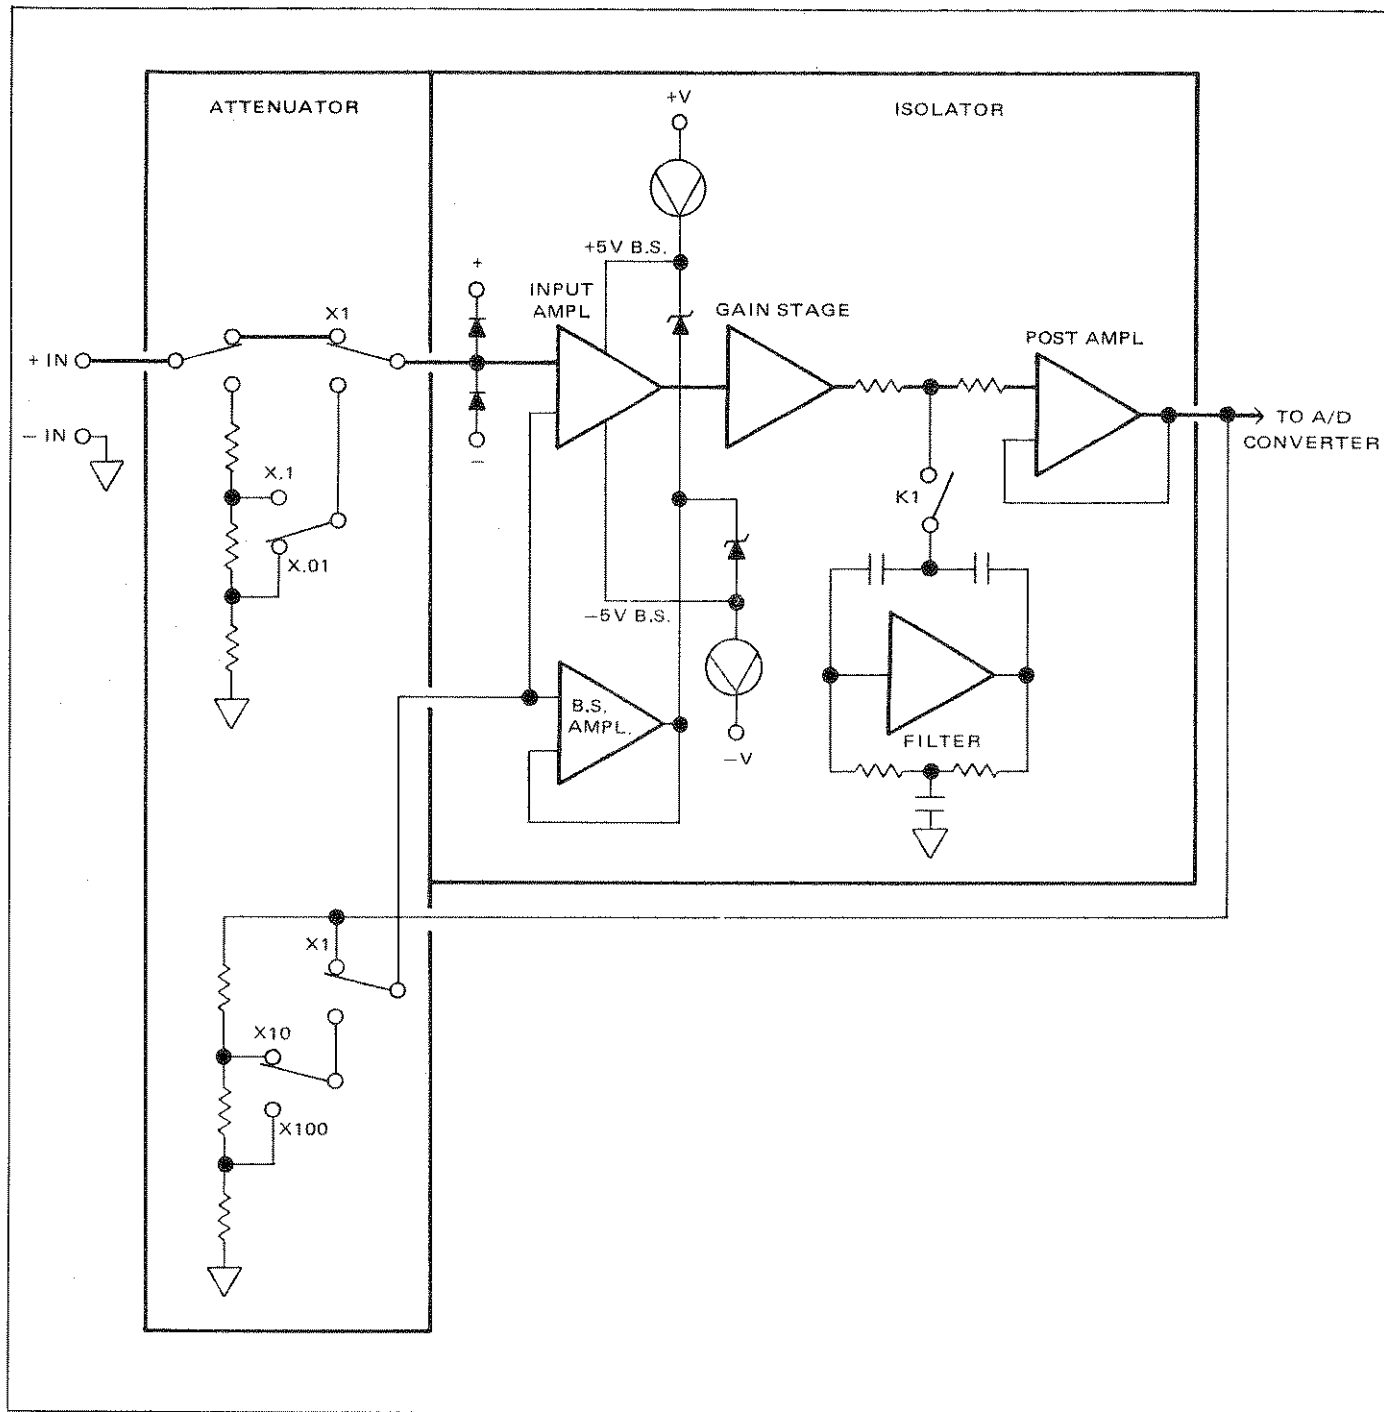 ATTENUATOR
ISOLATOR
+V
+5V B.S.
+
INPUT
AMPL
GAIN STAGE
POST AMPL
X1
+ IN
− IN
−
TO A/D
CONVERTER
K1
X.1
X.01
−5V B.S.
B.S.
AMPL.
−V
FILTER
X1
X10
X100